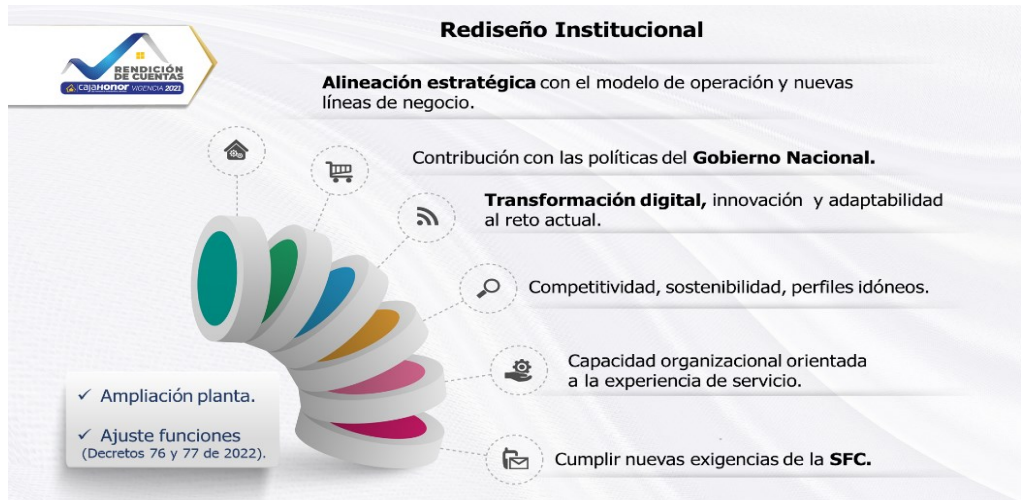 Rediseño Institucional
RENDICIÓN
DE CUENTAS
CajaHonor VIGENCIA 2021
Alineación estratégica con el modelo de operación y nuevas
líneas de negocio.
Contribución con las políticas del Gobierno Nacional.
Transformación digital, innovación y adaptabilidad
al reto actual.
Competitividad, sostenibilidad, perfiles idóneos.
Capacidad organizacional orientada
a la experiencia de servicio.
✓ Ampliación planta.
✓ Ajuste funciones
(Decretos 76 y 77 de 2022).
Cumplir nuevas exigencias de la SFC.